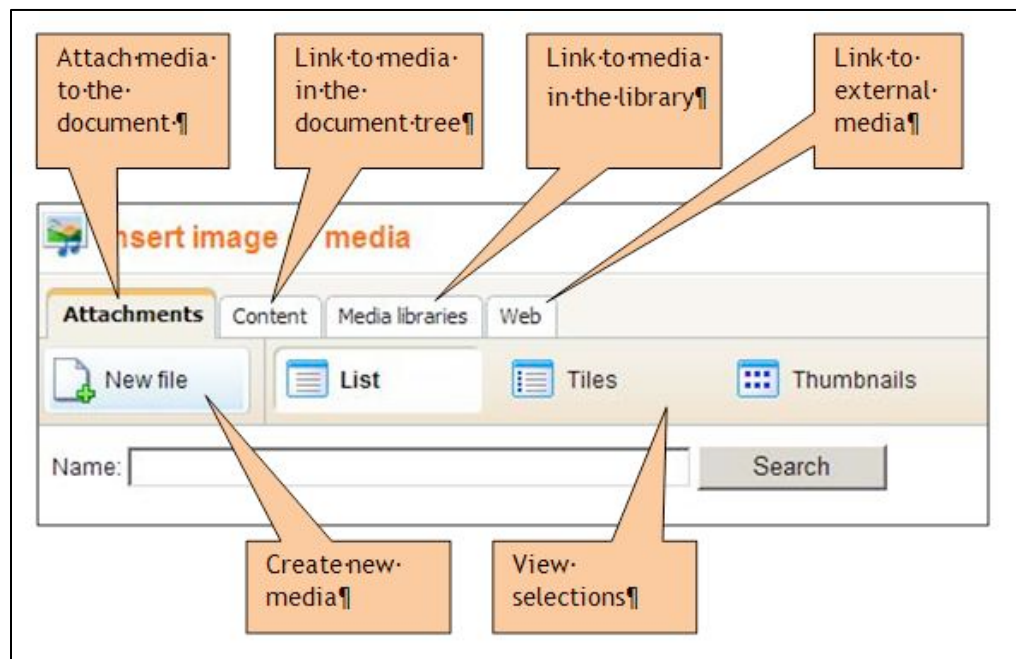 Attach·media·
to·the·
document·¶
Link·to·media·
in·the·
document·tree¶
Link·to·media·
in·the·library¶
Link·to·
external·
media¶
nsert image media
Attachments Content Media libraries Web
New file List Tiles Thumbnails
Name: Search
Create·new·
media¶
View·
selections¶